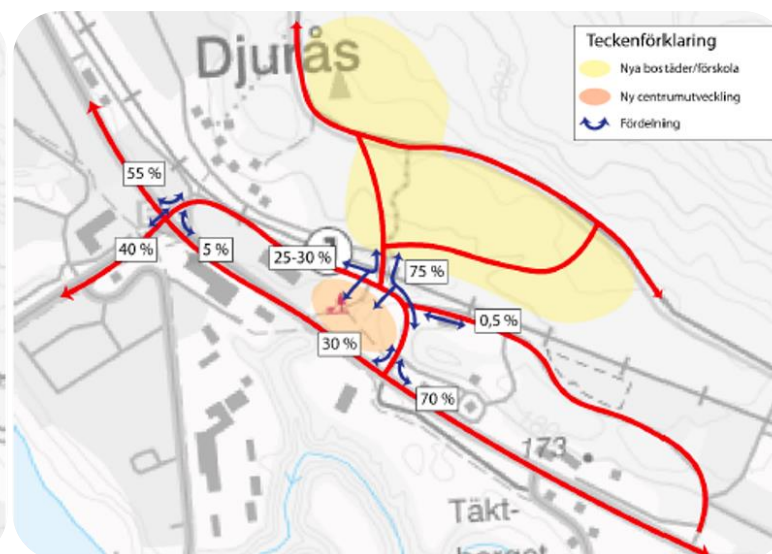 Djurås
Teckenförklaring
Nya bostäder/förskola
Ny centrumutveckling
Fördelning
55 %
40 %
5 %
25-30 %
75 %
0,5 %
30 %
70 %
173
Täkt-
berget